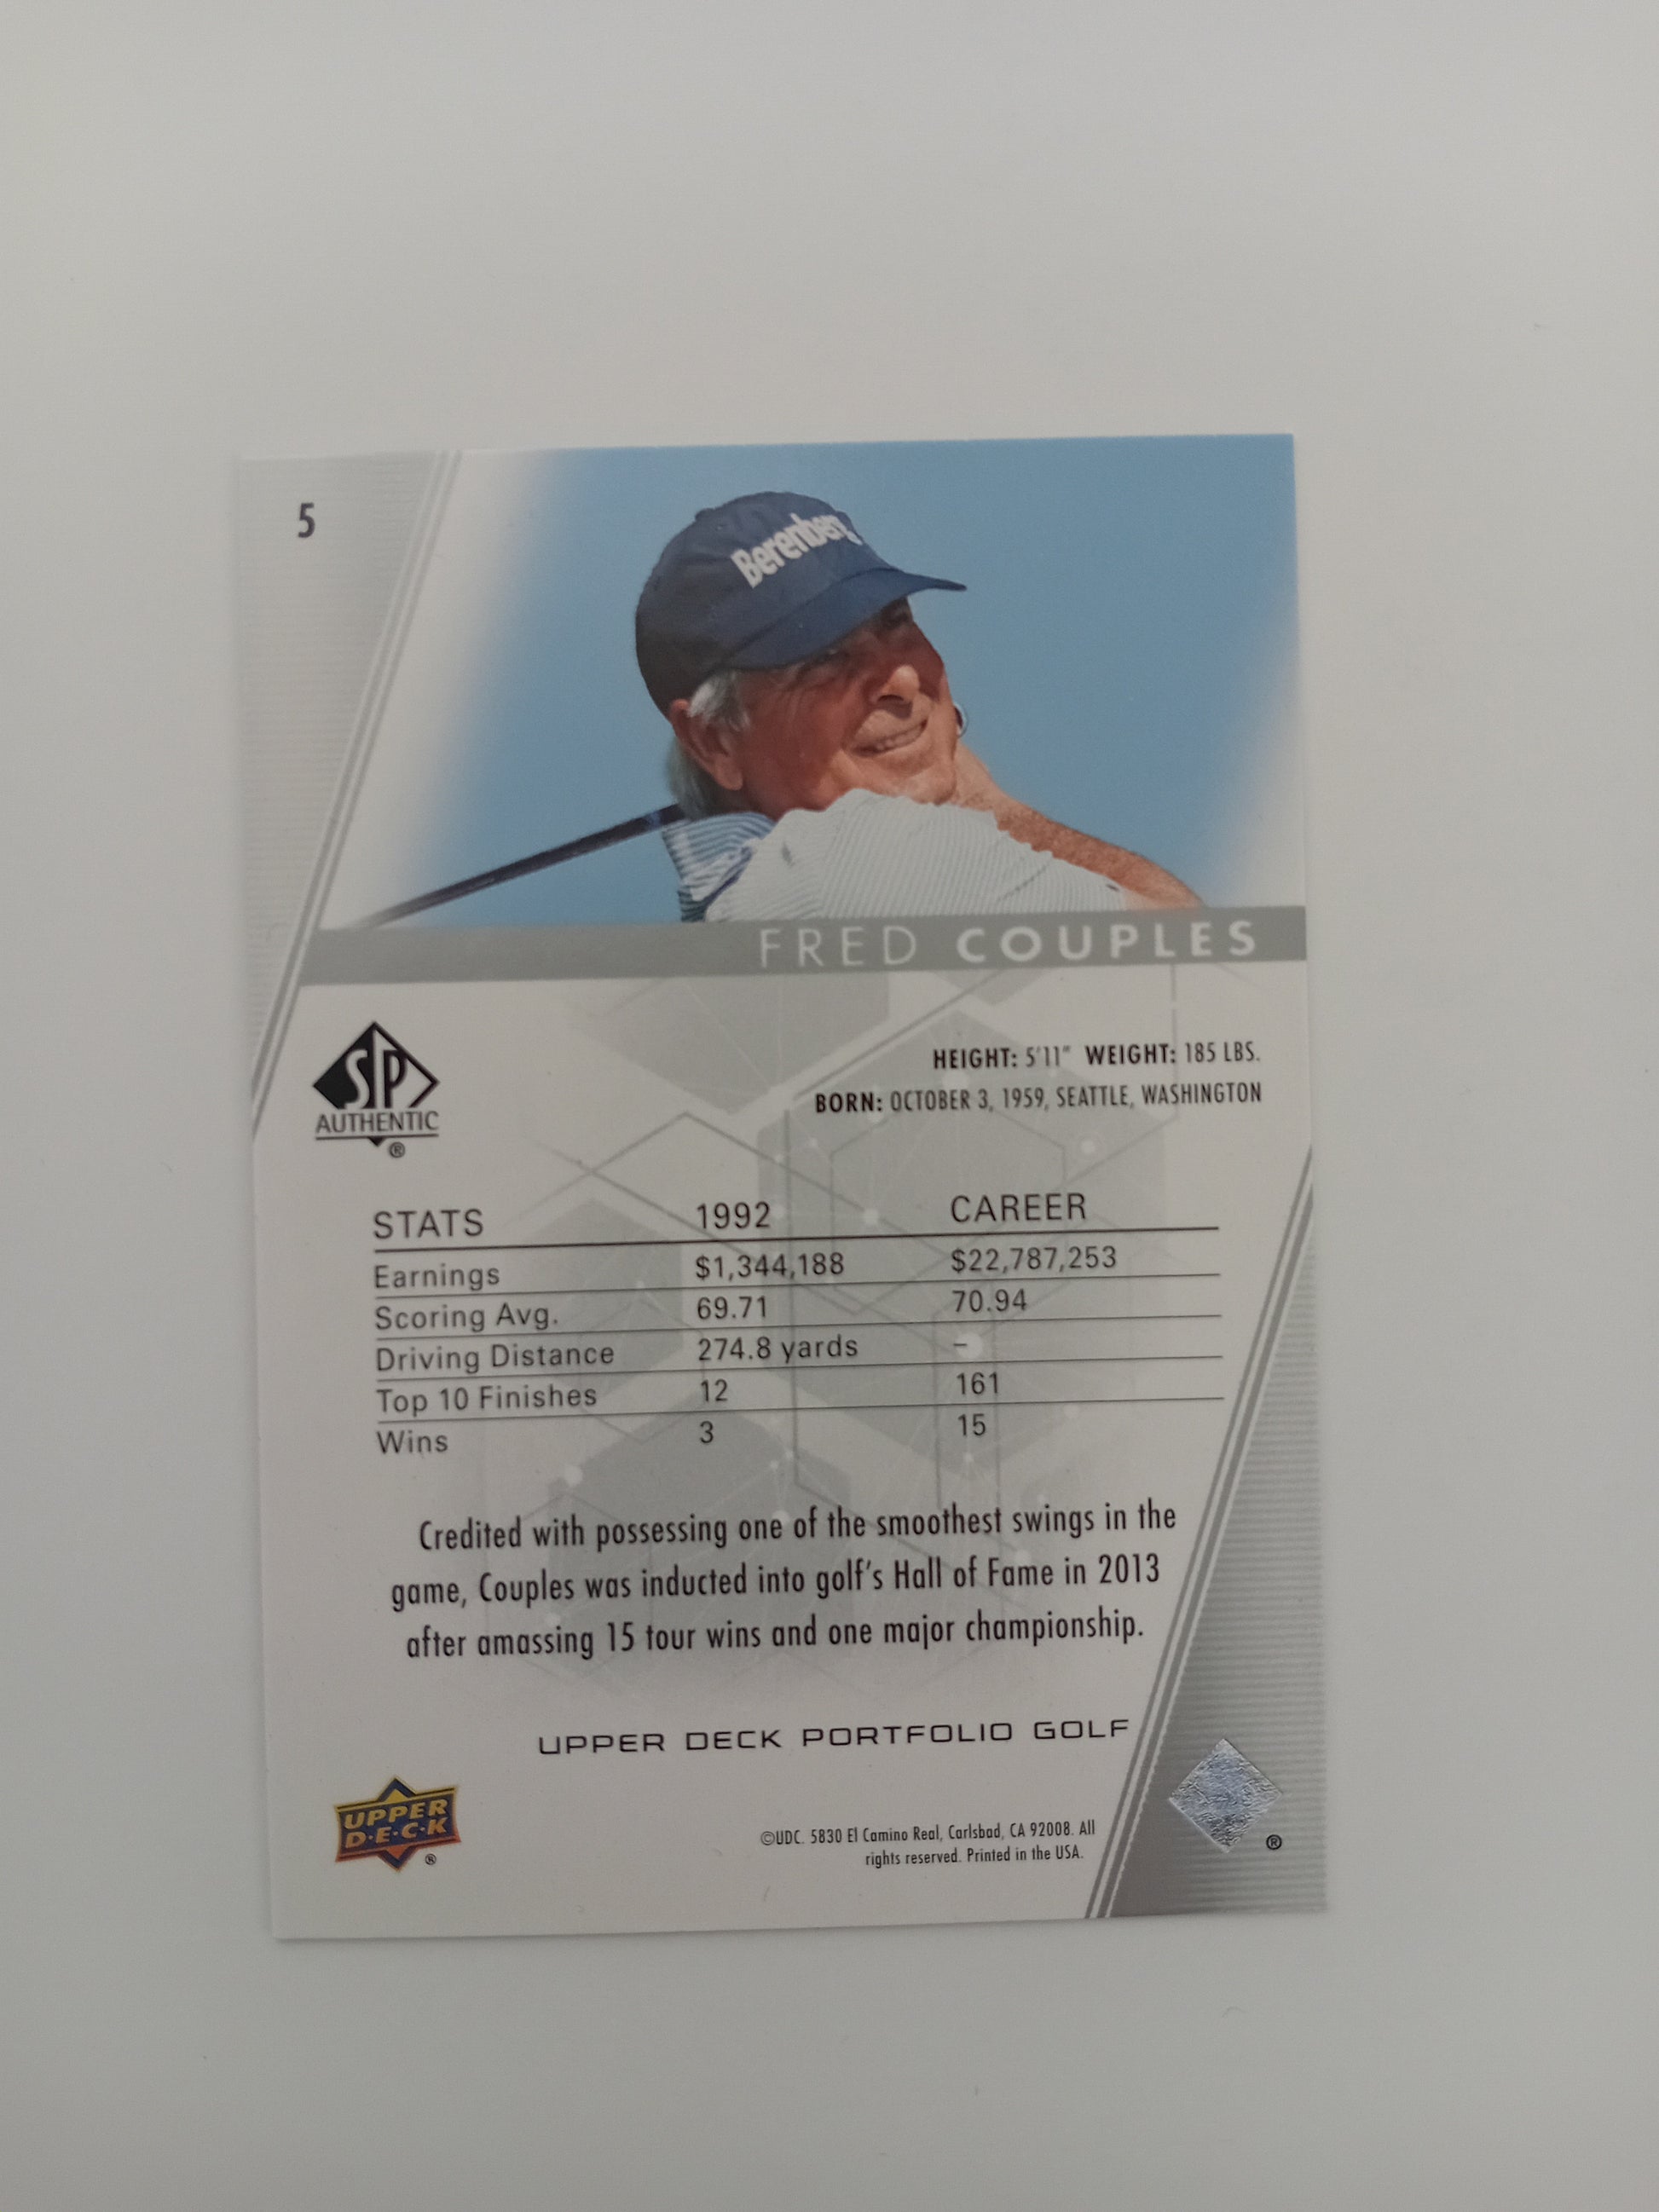 5
Berenberg
FRED COUPLES
SP
AUTHENTIC
®
HEIGHT: 5'11" WEIGHT: 185 LBS.
BORN: OCTOBER 3, 1959, SEATTLE, WASHINGTON
STATS 1992 CAREER
Earnings $1,344,188 $22,787,253
Scoring Avg. 69.71 70.94
Driving Distance 274.8 yards –
Top 10 Finishes 12 161
Wins 3 15
Credited with possessing one of the smoothest swings in the
game, Couples was inducted into golf's Hall of Fame in 2013
after amassing 15 tour wins and one major championship.
UPPER DECK PORTFOLIO GOLF
UPPER
D·E·C·K
®
©UDC. 5830 El Camino Real, Carlsbad, CA 92008. All
rights reserved. Printed in the USA.
®